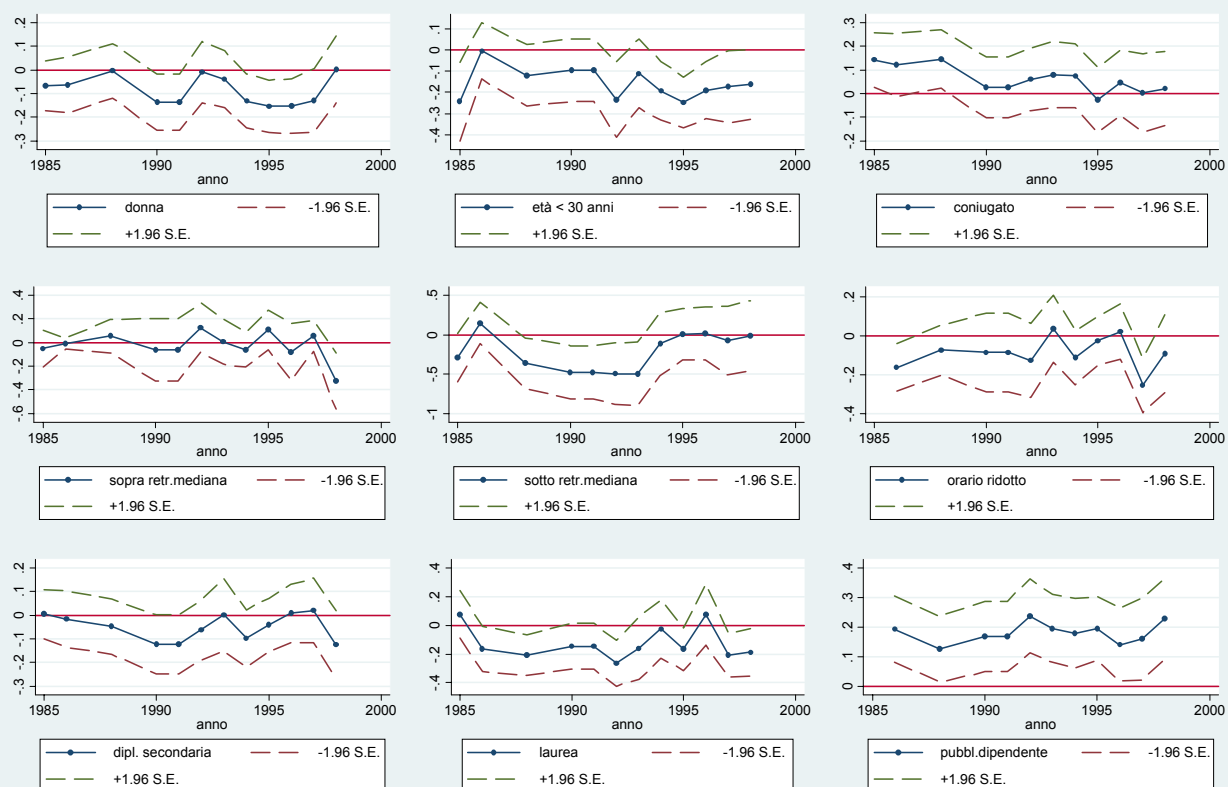 .2
.1
0
-.1
-.2
-.3
1985 1990 1995 2000
anno
donna -1.96 S.E.
+1.96 S.E.
.1
0
-.1
-.2
-.3
-.4
1985 1990 1995 2000
anno
età < 30 anni -1.96 S.E.
+1.96 S.E.
.3
.2
.1
0
-.1
-.2
1985 1990 1995 2000
anno
coniugato -1.96 S.E.
+1.96 S.E.
.4
.2
0
-.2
-.4
-.6
1985 1990 1995 2000
anno
sopra retr.mediana -1.96 S.E.
+1.96 S.E.
.5
0
-.5
-1
1985 1990 1995 2000
anno
sotto retr.mediana -1.96 S.E.
+1.96 S.E.
.2
0
-.2
-.4
1985 1990 1995 2000
anno
orario ridotto -1.96 S.E.
+1.96 S.E.
.2
.1
0
-.1
-.2
-.3
1985 1990 1995 2000
anno
dipl. secondaria -1.96 S.E.
+1.96 S.E.
.4
.2
0
-.2
-.4
1985 1990 1995 2000
anno
laurea -1.96 S.E.
+1.96 S.E.
.4
.3
.2
.1
0
1985 1990 1995 2000
anno
pubbl.dipendente -1.96 S.E.
+1.96 S.E.